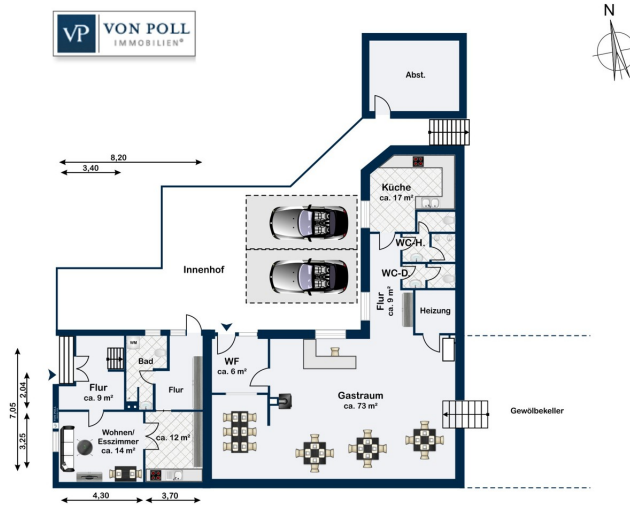 VP VON POLL
IMMOBILIEN®
N
Abst.
8,20
3,40
Küche
ca. 17 m²
WC-H.
Innenhof
WC-D.
Flur
ca. 9 m²
Heizung
WM
Bad
WF
ca. 6 m²
Flur
Flur
ca. 9 m²
Gastraum
ca. 73 m²
Gewölbekeller
7,05
2,04
3,25
Wohnen/
Esszimmer
ca. 14 m²
ca. 12 m²
4,30
3,70